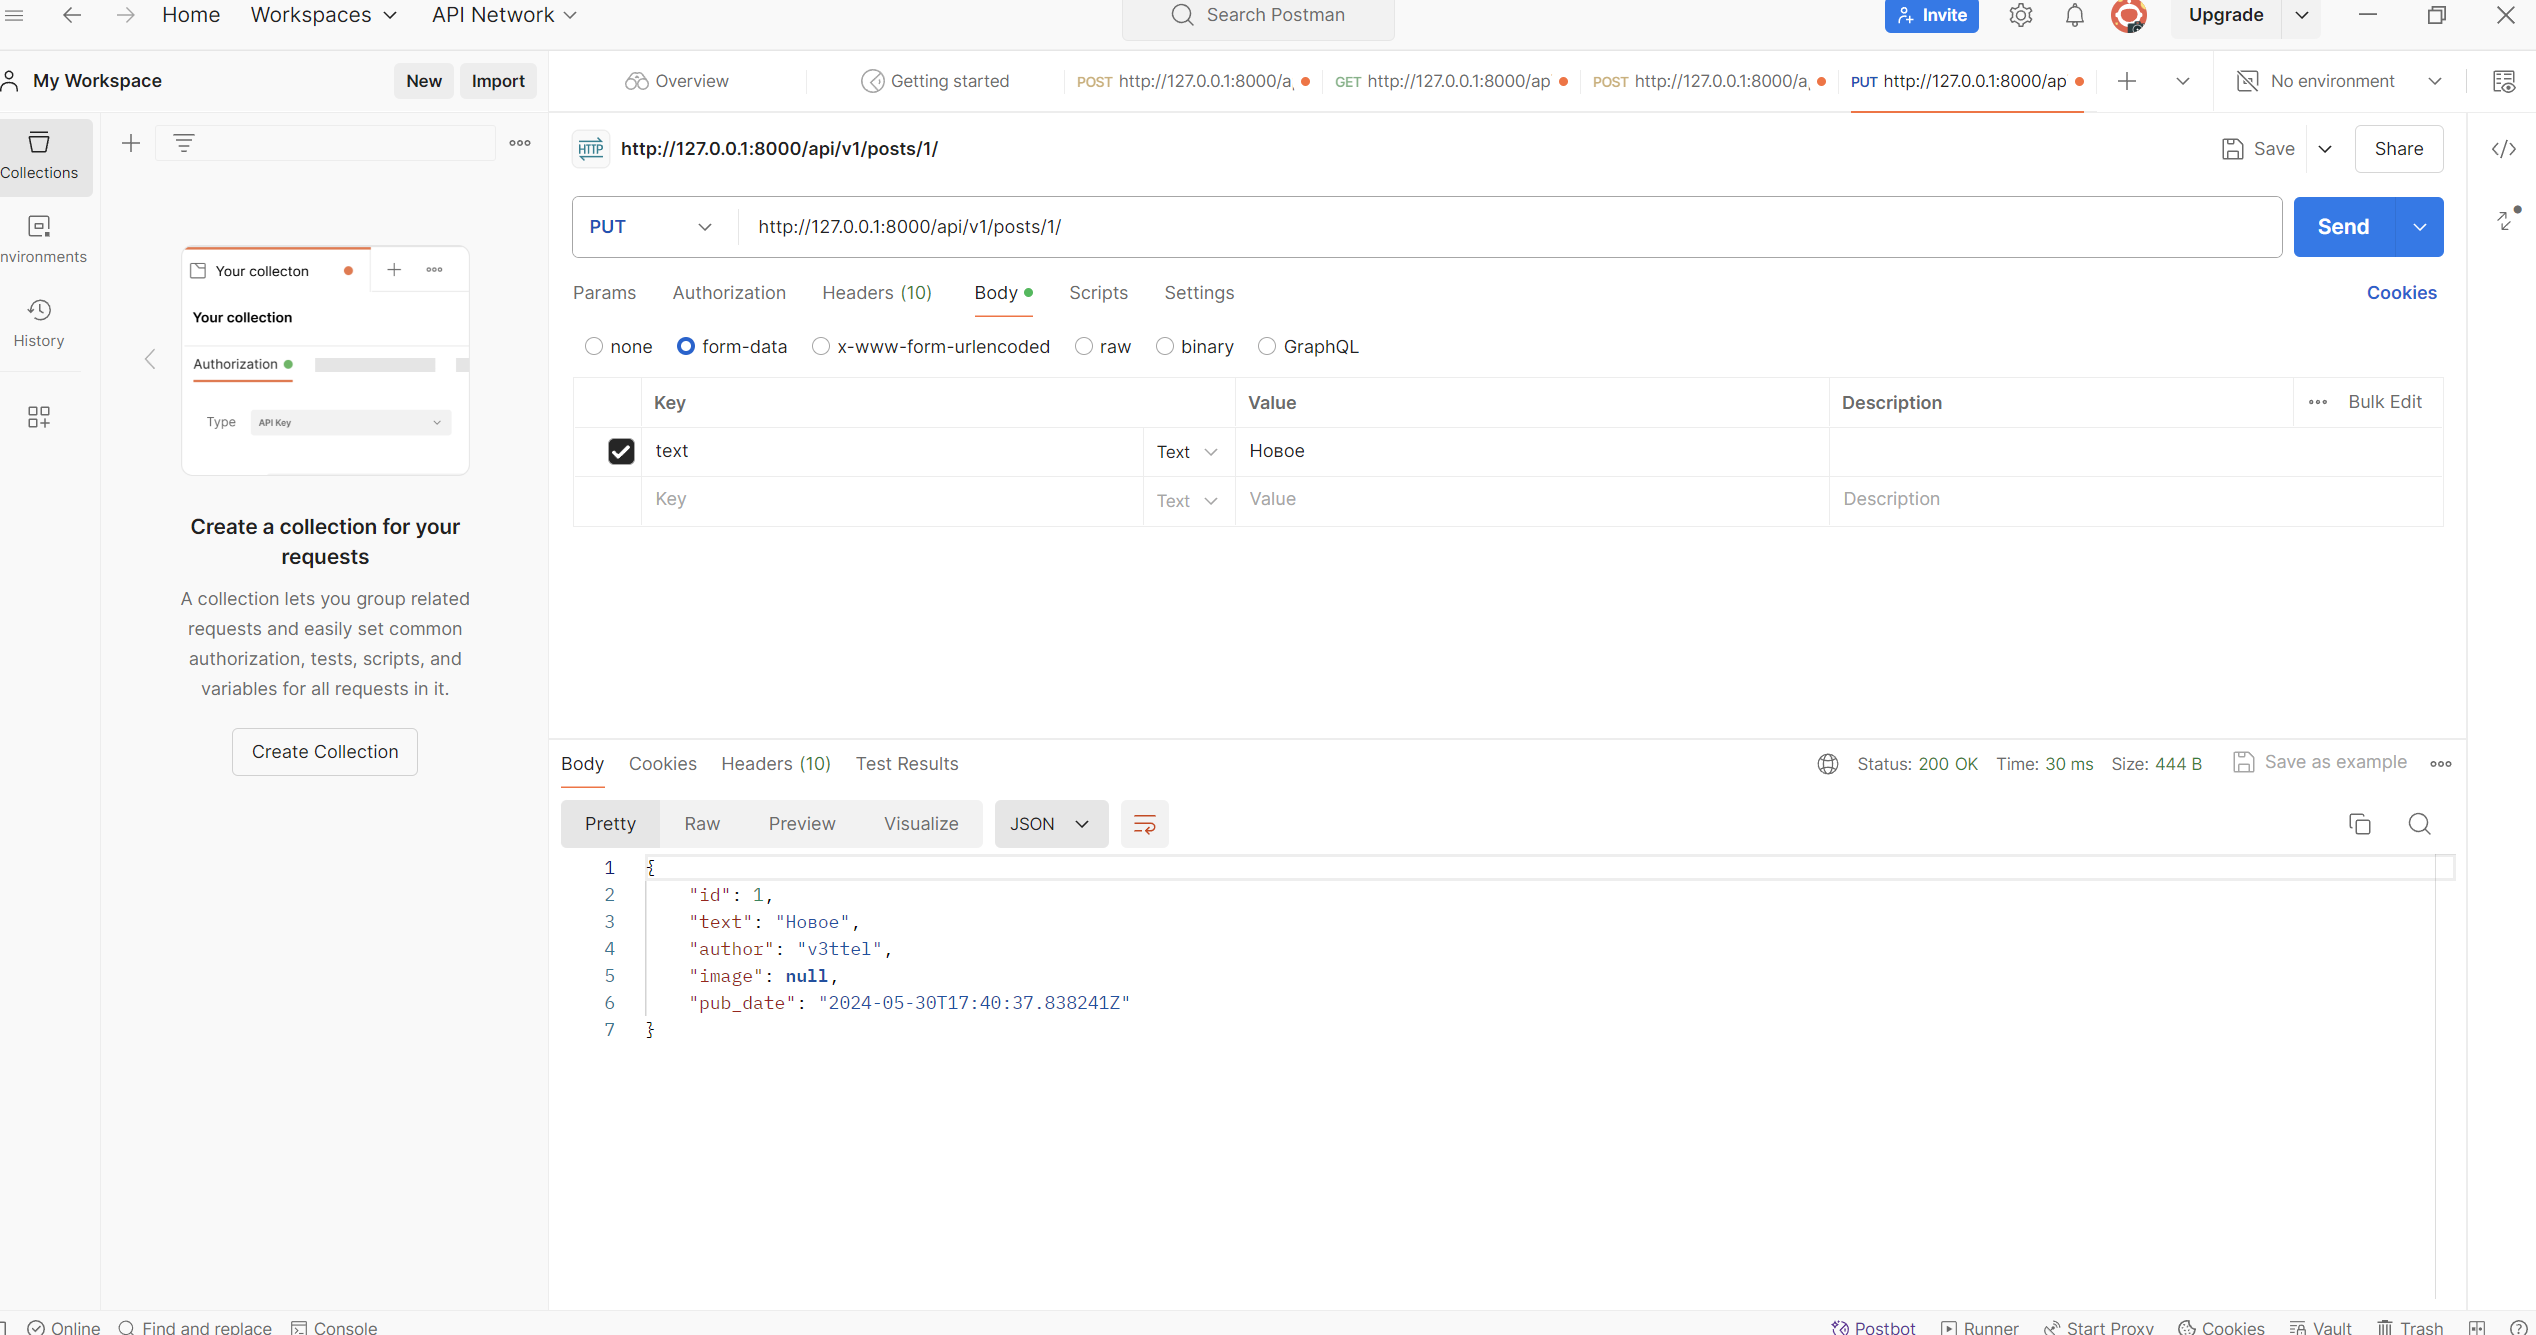 Home Workspaces API Network Search Postman Invite Upgrade
My Workspace New Import Overview Getting started POST http://127.0.0.1:8000/a GET http://127.0.0.1:8000/ap POST http://127.0.0.1:8000/a PUT http://127.0.0.1:8000/ap No environment
Collections
nvironments
History
Your collecton
Your collection
Authorization
Type API Key
Create a collection for your
requests
A collection lets you group related
requests and easily set common
authorization, tests, scripts, and
variables for all requests in it.
Create Collection
HTTP http://127.0.0.1:8000/api/v1/posts/1/ Save Share
PUT http://127.0.0.1:8000/api/v1/posts/1/ Send
Params Authorization Headers (10) Body Scripts Settings Cookies
none form-data x-www-form-urlencoded raw binary GraphQL
Key Value Description Bulk Edit
text Text Новое
Key Text Value Description
Body Cookies Headers (10) Test Results Status: 200 OK Time: 30 ms Size: 444 B Save as example
Pretty Raw Preview Visualize JSON
1 {
2 "id": 1,
3 "text": "Новое",
4 "author": "v3ttel",
5 "image": null,
6 "pub_date": "2024-05-30T17:40:37.838241Z"
7 }
Online Find and replace Console Postbot Runner Start Proxy Cookies Vault Trash